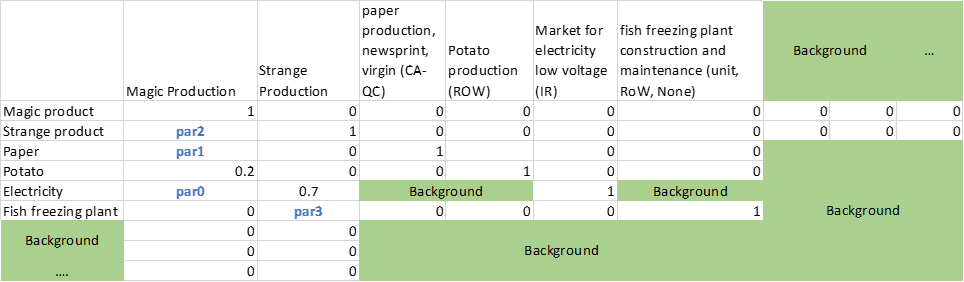 Magic Production
Strange
Production
paper
production,
newsprint,
virgin (CA-
QC)
Potato
production
(ROW)
Market for
electricity
low voltage
(IR)
fish freezing plant
construction and
maintenance (unit,
RoW, None)
Background ...
Magic product 1 0 0 0 0 0 0 0 0
Strange product par2 1 0 0 0 0 0 0 0
Paper par1 0 1 0 0
Potato 0.2 0 0 1 0 0
Electricity par0 0.7 Background 1 Background
Fish freezing plant 0 par3 0 0 0 1 Background
Background 0 0 Background
0 0
.... 0 0